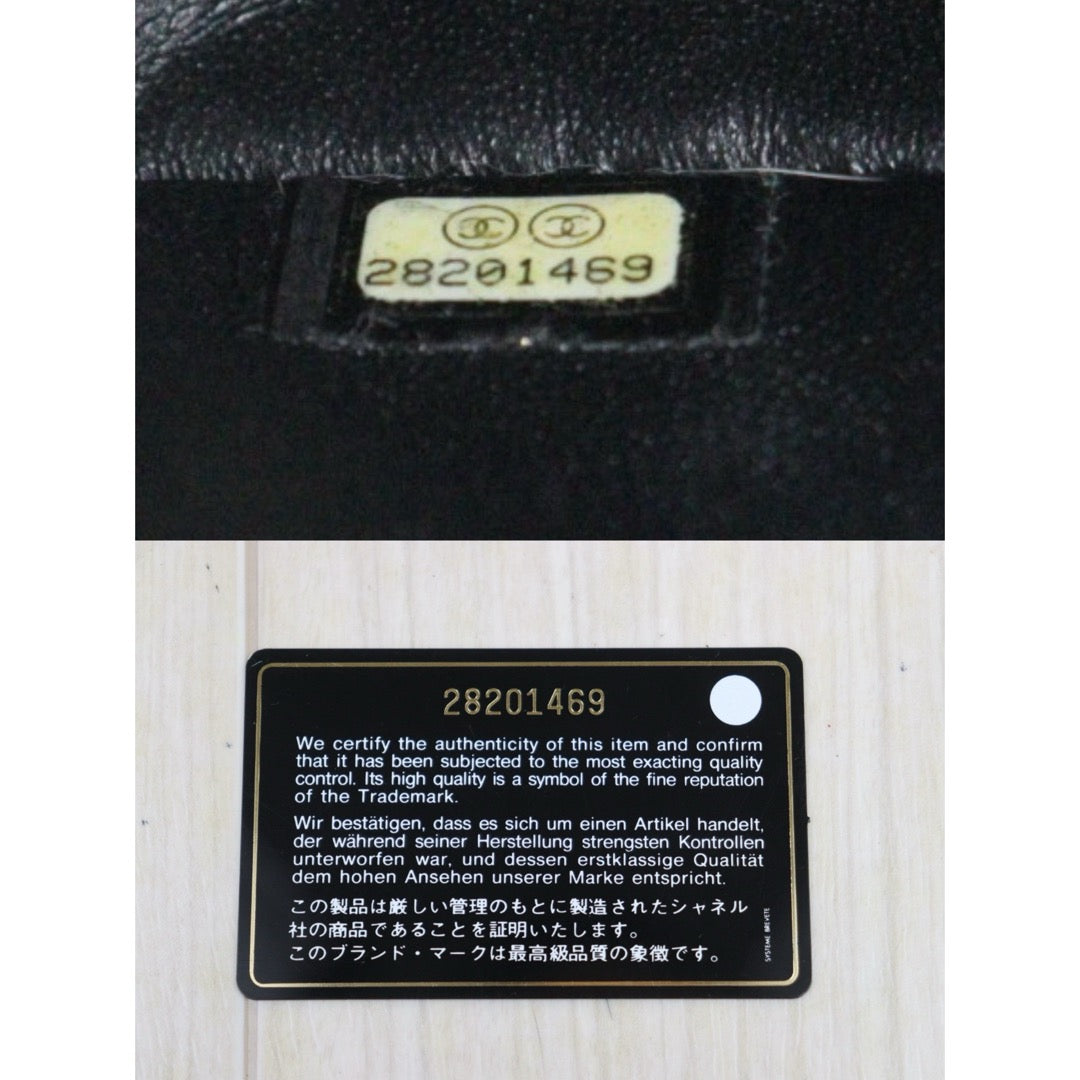 28201469
28201469
We certify the authenticity of this item and confirm
that it has been subjected to the most exacting quality
control. Its high quality is a symbol of the fine reputation
of the Trademark.
Wir bestätigen, dass es sich um einen Artikel handelt,
der während seiner Herstellung strengsten Kontrollen
unterworfen war, und dessen erstklassige Qualität
dem hohen Ansehen unserer Marke entspricht.
この製品は厳しい管理のもとに製造されたシャネル
社の商品であることを証明いたします。
このブランド・マークは最高級品質の象徴です。
SYSTEME BREVETE